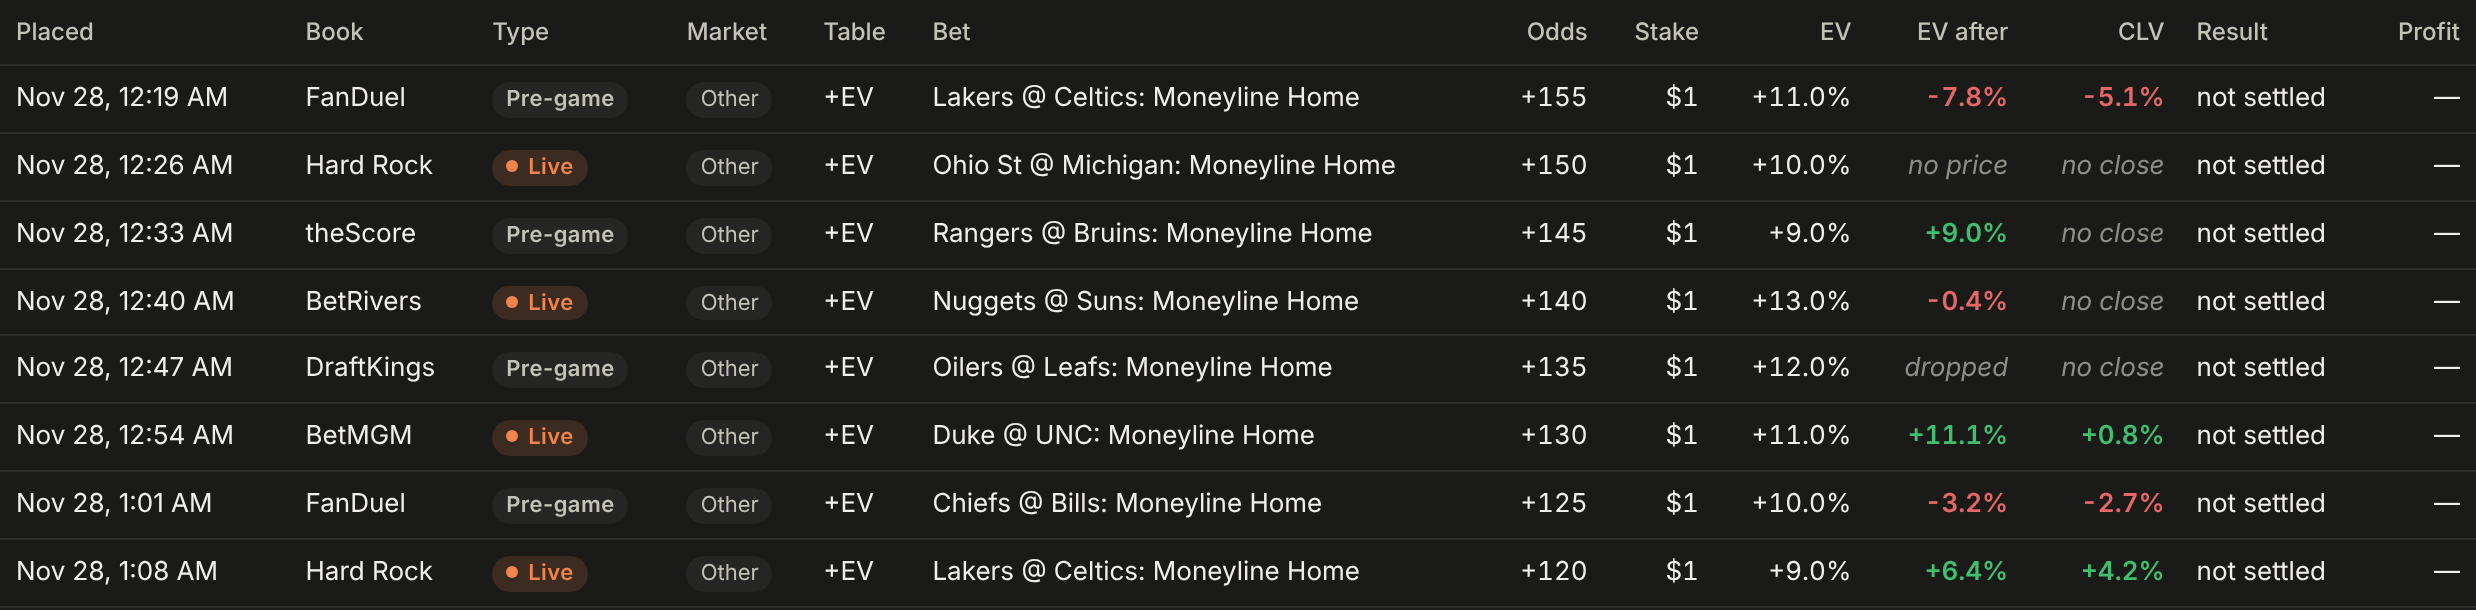 Placed Book Type Market Table Bet Odds Stake EV EV after CLV Result Profit
Nov 28, 12:19 AM FanDuel Pre-game Other +EV Lakers @ Celtics: Moneyline Home +155 $1 +11.0% -7.8% -5.1% not settled —
Nov 28, 12:26 AM Hard Rock Live Other +EV Ohio St @ Michigan: Moneyline Home +150 $1 +10.0% no price no close not settled —
Nov 28, 12:33 AM theScore Pre-game Other +EV Rangers @ Bruins: Moneyline Home +145 $1 +9.0% +9.0% no close not settled —
Nov 28, 12:40 AM BetRivers Live Other +EV Nuggets @ Suns: Moneyline Home +140 $1 +13.0% -0.4% no close not settled —
Nov 28, 12:47 AM DraftKings Pre-game Other +EV Oilers @ Leafs: Moneyline Home +135 $1 +12.0% dropped no close not settled —
Nov 28, 12:54 AM BetMGM Live Other +EV Duke @ UNC: Moneyline Home +130 $1 +11.0% +11.1% +0.8% not settled —
Nov 28, 1:01 AM FanDuel Pre-game Other +EV Chiefs @ Bills: Moneyline Home +125 $1 +10.0% -3.2% -2.7% not settled —
Nov 28, 1:08 AM Hard Rock Live Other +EV Lakers @ Celtics: Moneyline Home +120 $1 +9.0% +6.4% +4.2% not settled —